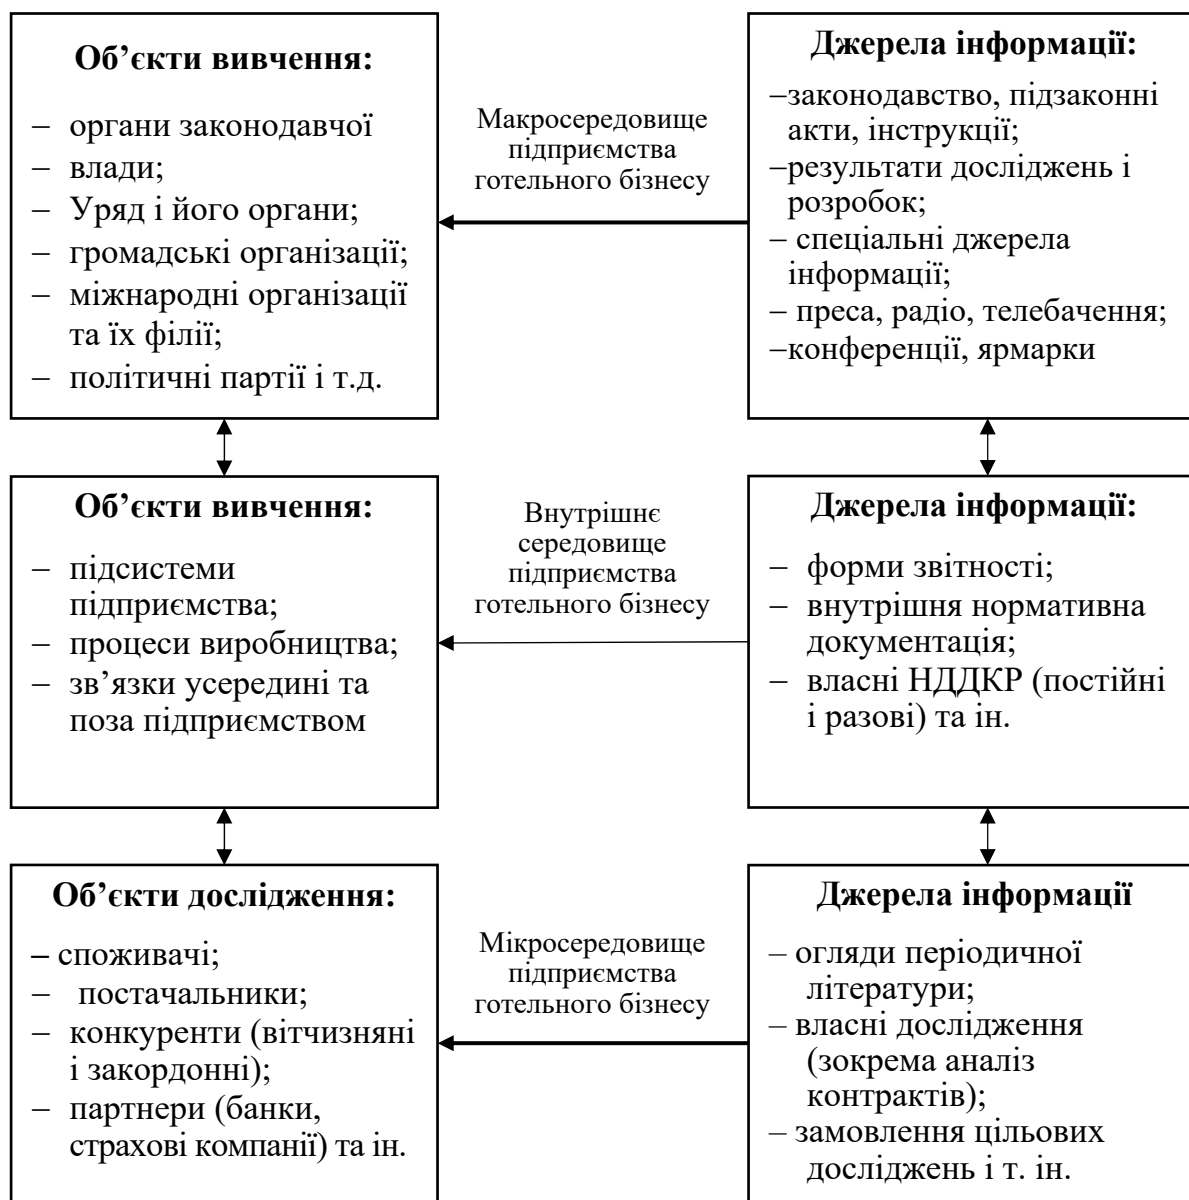 Об’єкти вивчення:
– органи законодавчої
– влади;
– Уряд і його органи;
– громадські організації;
– міжнародні організації
та їх філії;
– політичні партії і т.д.
Макросередовище
підприємства
готельного бізнесу
Джерела інформації:
–законодавство, підзаконні
акти, інструкції;
–результати досліджень і
розробок;
– спеціальні джерела
інформації;
– преса, радіо, телебачення;
–конференції, ярмарки
Об’єкти вивчення:
– підсистеми
підприємства;
– процеси виробництва;
– зв’язки усередині та
поза підприємством
Внутрішнє
середовище
підприємства
готельного бізнесу
Джерела інформації:
– форми звітності;
– внутрішня нормативна
документація;
– власні НДДКР (постійні
і разові) та ін.
Об’єкти дослідження:
– споживачі;
– постачальники;
– конкуренти (вітчизняні
і закордонні);
– партнери (банки,
страхові компанії) та ін.
Мікросередовище
підприємства
готельного бізнесу
Джерела інформації
– огляди періодичної
літератури;
– власні дослідження
(зокрема аналіз
контрактів);
– замовлення цільових
досліджень і т. ін.